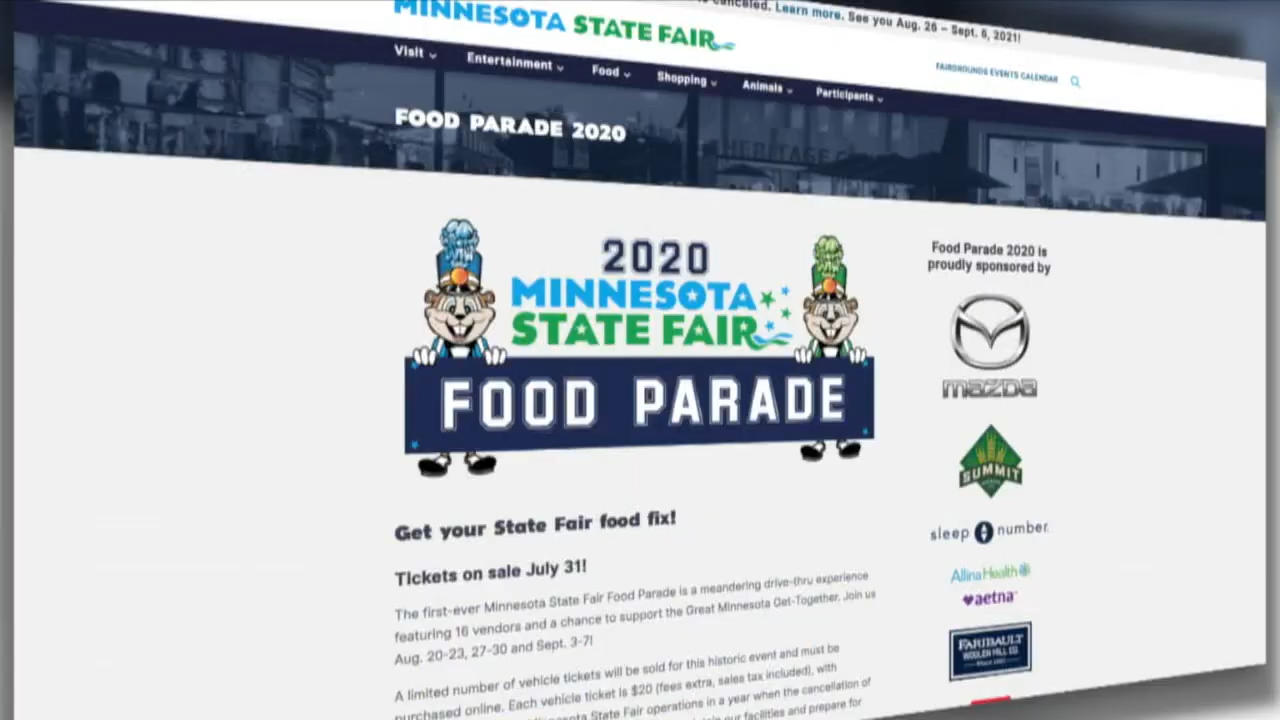 canceled. Learn more. See you Aug. 26 – Sept. 6, 2021!
MINNESOTA STATE FAIR
FAIRGROUNDS EVENTS CALENDAR
Visit Entertainment Food Shopping Animals Participants
FOOD PARADE 2020
HERITAGE
2020
MINNESOTA
STATE FAIR
FOOD PARADE
Food Parade 2020 is
proudly sponsored by
mazda
SUMMIT
sleep number
Allina Health
aetna
FARIBAULT
WOOLEN MILL CO.
Get your State Fair food fix!
Tickets on sale July 31!
The first-ever Minnesota State Fair Food Parade is a meandering drive-thru experience
featuring 16 vendors and a chance to support the Great Minnesota Get-Together. Join us
Aug. 20-23, 27-30 and Sept. 3-7!
A limited number of vehicle tickets will be sold for this historic event and must be
purchased online. Each vehicle ticket is $20 (fees extra, sales tax included), with
Minnesota State Fair operations in a year when the cancellation of
our facilities and prepare for